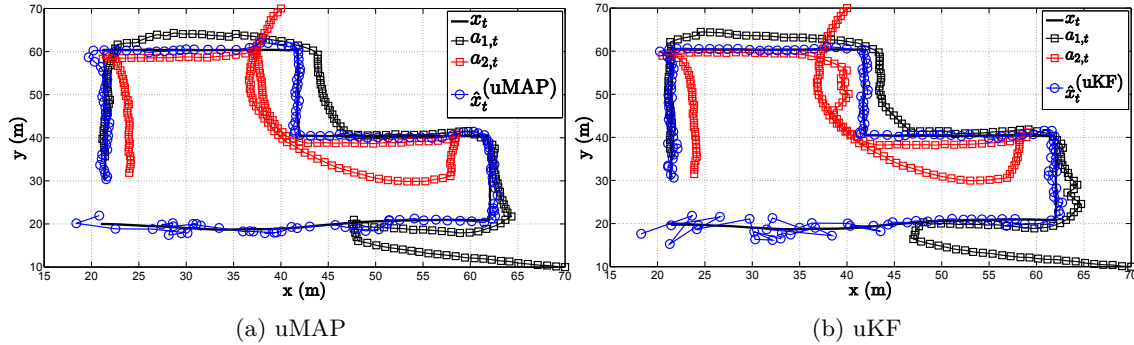 70
60
50
40
30
20
10
y (m)
15 20 25 30 35 40 45 50 55 60 65 70
x (m)
x_t
a_{1,t}
a_{2,t}
\hat{x}_t(uMAP)
(a) uMAP
70
60
50
40
30
20
10
y (m)
15 20 25 30 35 40 45 50 55 60 65 70
x (m)
x_t
a_{1,t}
a_{2,t}
\hat{x}_t(uKF)
(b) uKF